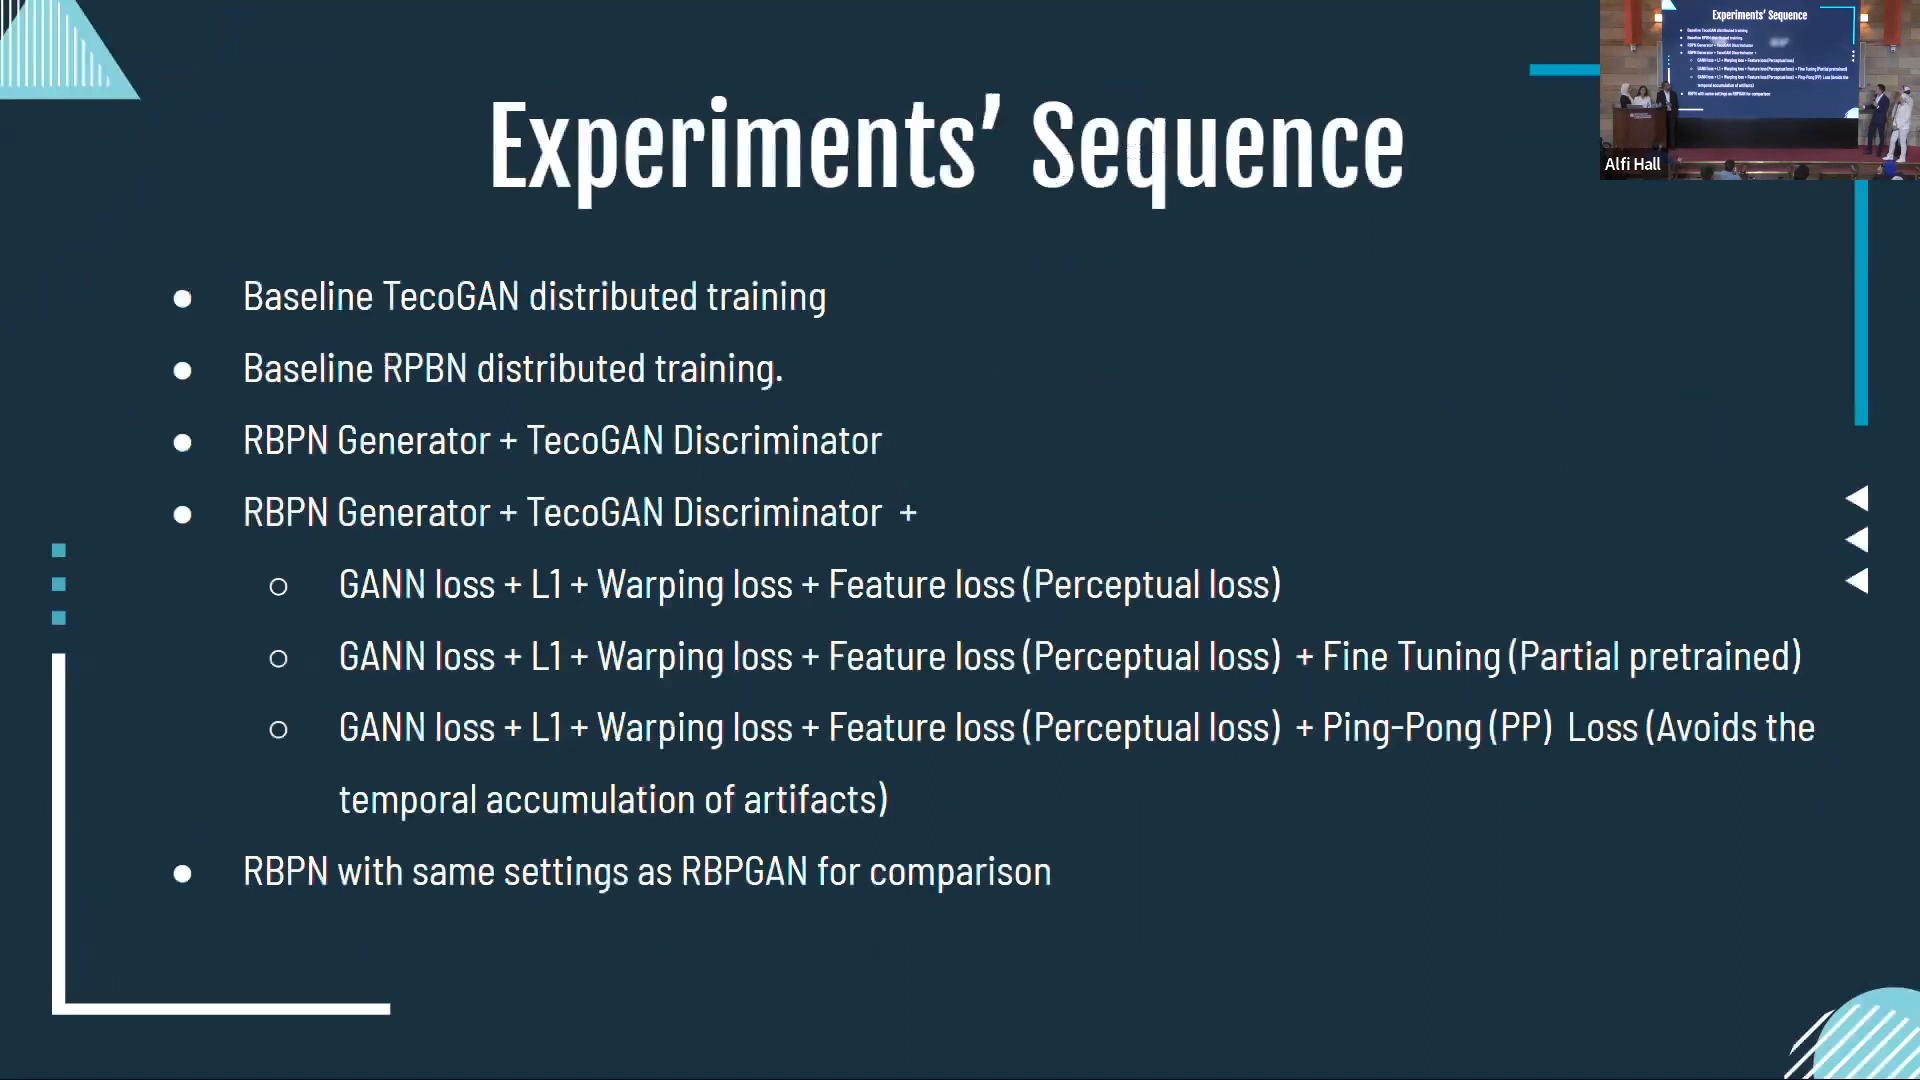 Experiments’ Sequence
Alfi Hall
● Baseline TecoGAN distributed training
● Baseline RPBN distributed training.
● RBPN Generator + TecoGAN Discriminator
● RBPN Generator + TecoGAN Discriminator +
○ GANN loss + L1 + Warping loss + Feature loss (Perceptual loss)
○ GANN loss + L1 + Warping loss + Feature loss (Perceptual loss) + Fine Tuning (Partial pretrained)
○ GANN loss + L1 + Warping loss + Feature loss (Perceptual loss) + Ping-Pong (PP) Loss (Avoids the
temporal accumulation of artifacts)
● RBPN with same settings as RBPGAN for comparison
Experiments’ Sequence